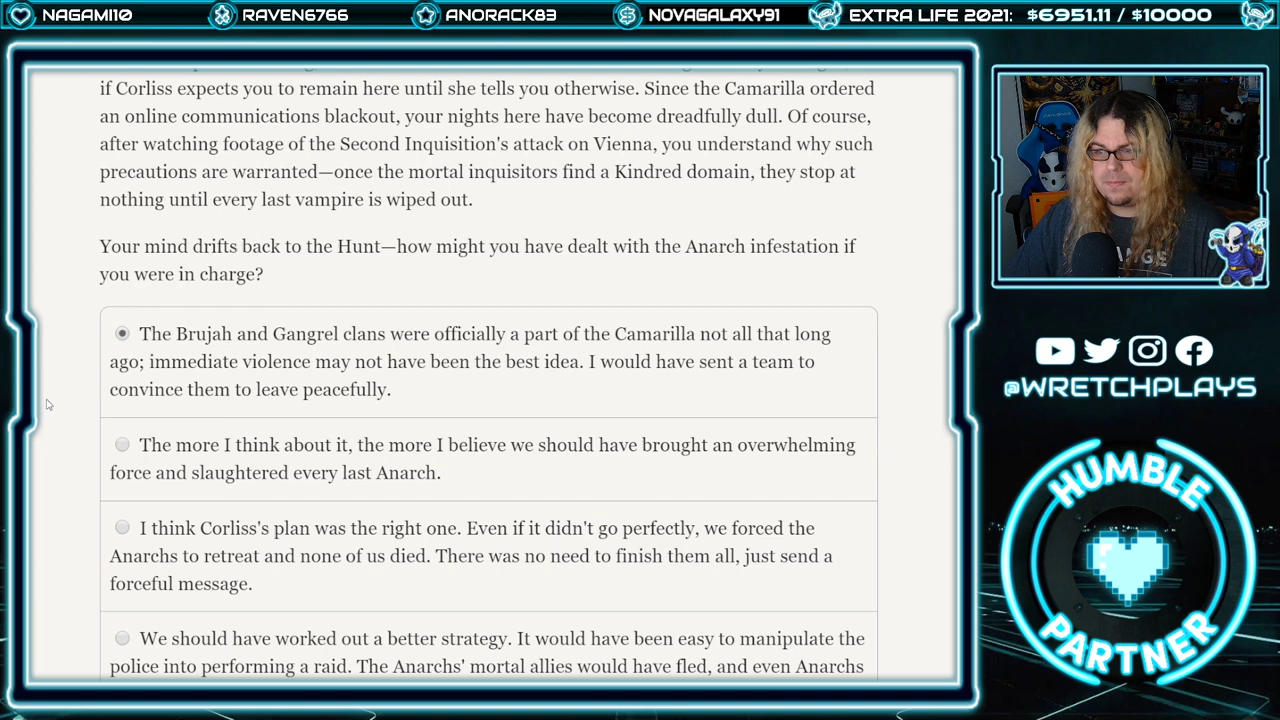 NAGAMI10
RAVEN6766
ANORACK83
NOVAGALAXY91
EXTRA LIFE 2021: $6951.11 / $10000
if Corliss expects you to remain here until she tells you otherwise. Since the Camarilla ordered
an online communications blackout, your nights here have become dreadfully dull. Of course,
after watching footage of the Second Inquisition's attack on Vienna, you understand why such
precautions are warranted—once the mortal inquisitors find a Kindred domain, they stop at
nothing until every last vampire is wiped out.
Your mind drifts back to the Hunt—how might you have dealt with the Anarch infestation if
you were in charge?
The Brujah and Gangrel clans were officially a part of the Camarilla not all that long
ago; immediate violence may not have been the best idea. I would have sent a team to
convince them to leave peacefully.
The more I think about it, the more I believe we should have brought an overwhelming
force and slaughtered every last Anarch.
I think Corliss's plan was the right one. Even if it didn't go perfectly, we forced the
Anarchs to retreat and none of us died. There was no need to finish them all, just send a
forceful message.
We should have worked out a better strategy. It would have been easy to manipulate the
police into performing a raid. The Anarchs' mortal allies would have fled, and even Anarchs
@WRETCHPLAYS
HUMBLE
PARTNER